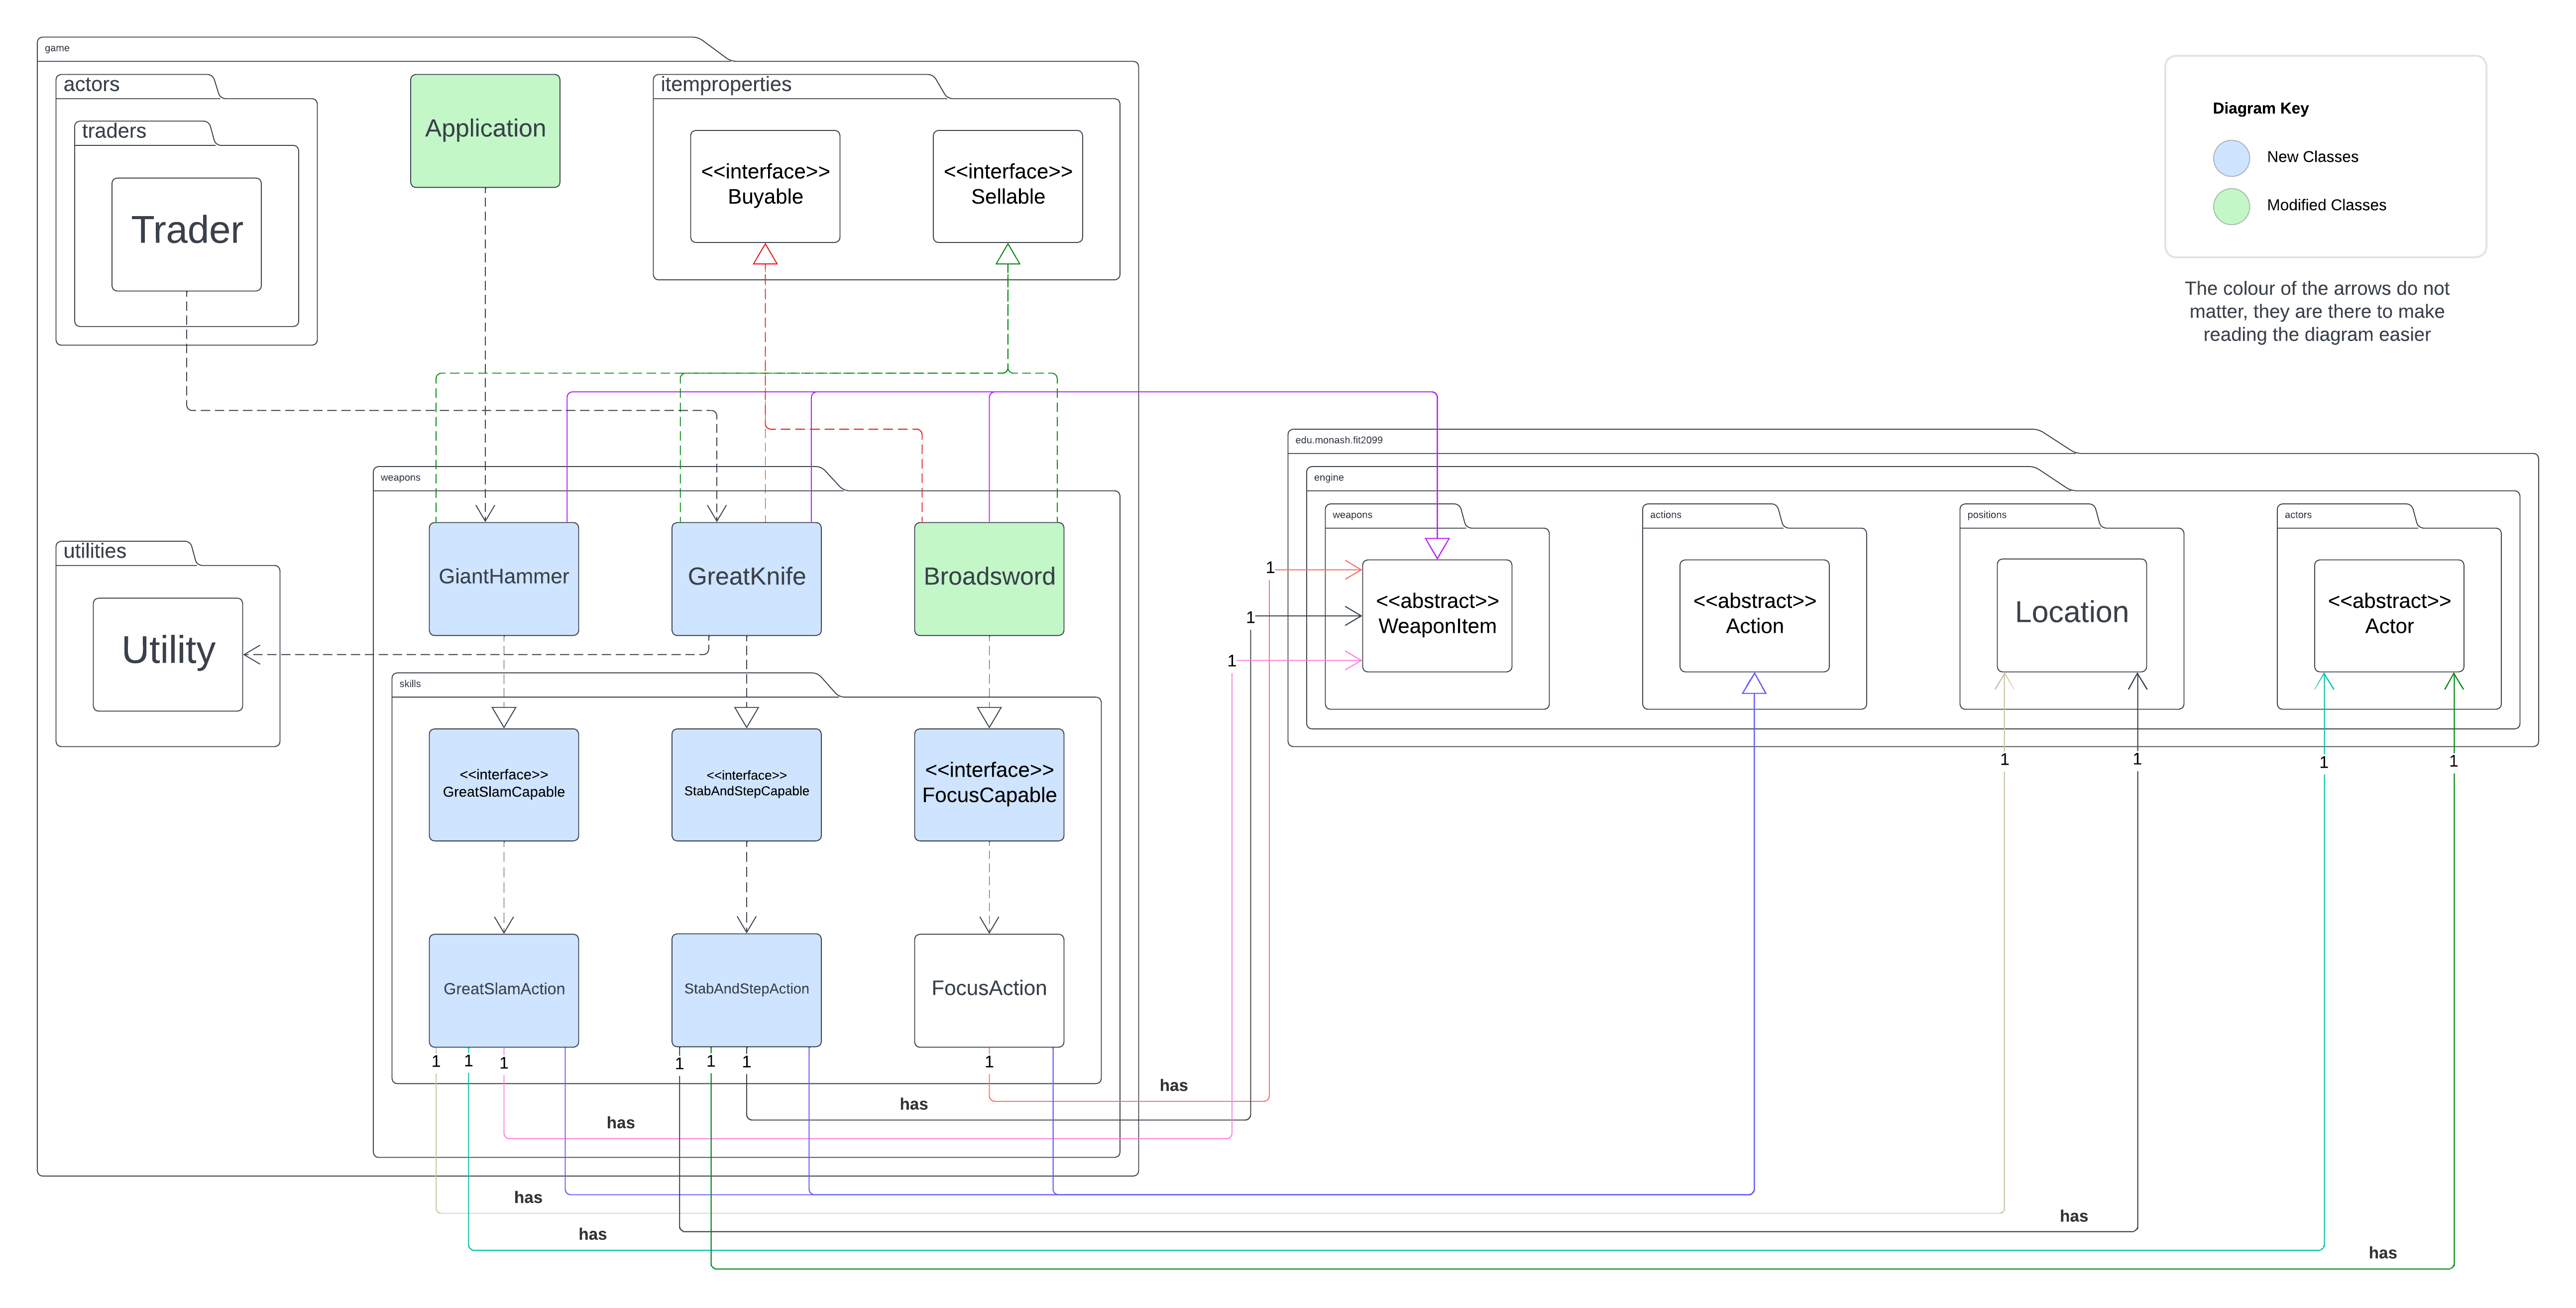 game
actors
traders
Trader
Application
itemproperties
<<interface>>
Buyable
<<interface>>
Sellable
Diagram Key
New Classes
Modified Classes
The colour of the arrows do not
matter, they are there to make
reading the diagram easier
weapons
GiantHammer
GreatKnife
Broadsword
utilities
Utility
skills
<<interface>>
GreatSlamCapable
<<interface>>
StabAndStepCapable
<<interface>>
FocusCapable
GreatSlamAction
StabAndStepAction
FocusAction
1
1
1
1
1
1
1
edu.monash.fit2099
engine
weapons
<<abstract>>
WeaponItem
actions
<<abstract>>
Action
positions
Location
actors
<<abstract>>
Actor
1
1
1
1
1
1
1
has
has
has
has
has
has
has